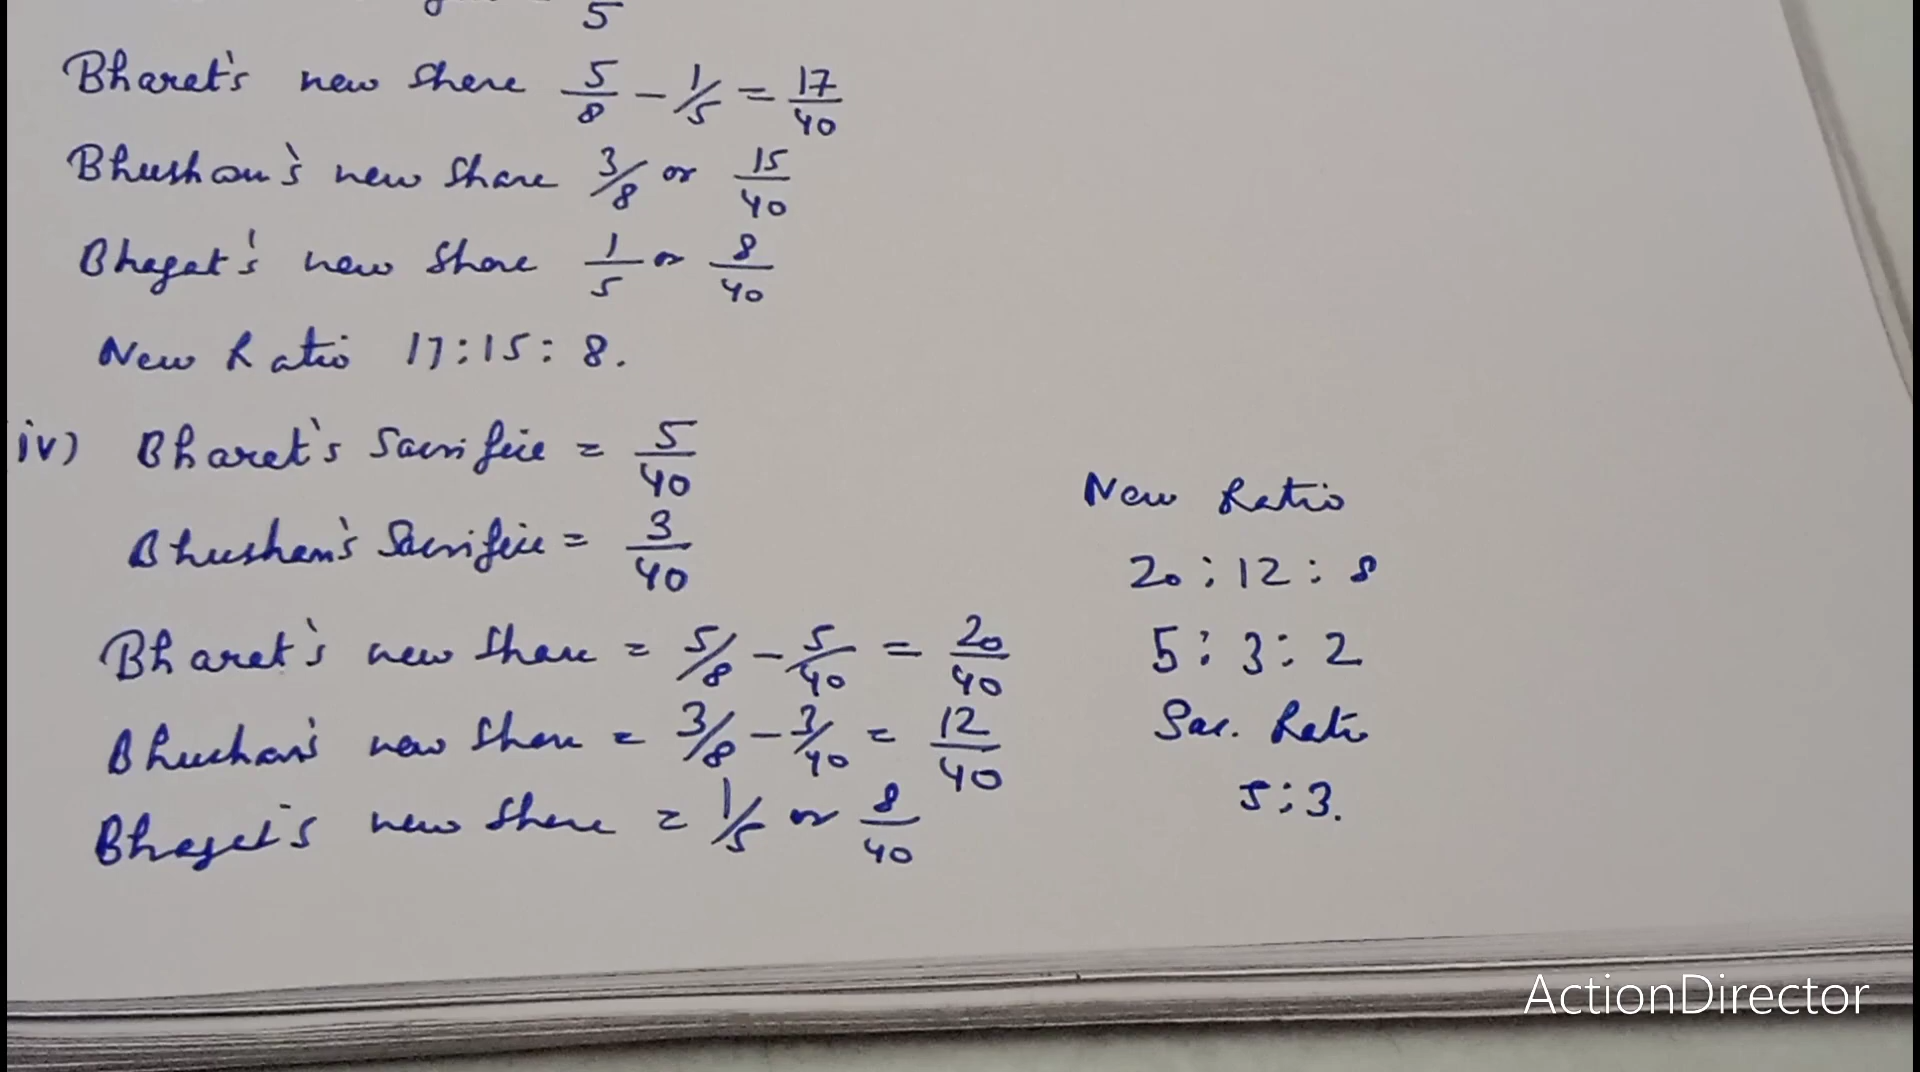 5
Bharat's new share 5/8 - 1/5 = 17/40
Bhushan's new share 3/8 or 15/40
Bhagat's new share 1/5 or 8/40
New Ratio 17:15:8.
iv) Bharat's Sacrifice = 5/40
Bhushan's Sacrifice = 3/40
Bharat's new share = 5/8 - 5/40 = 20/40
Bhushan's new share = 3/8 - 3/40 = 12/40
Bhagat's new share = 1/5 or 8/40
New Ratio
20:12:8
5:3:2
Sac. Ratio
5:3.
ActionDirector